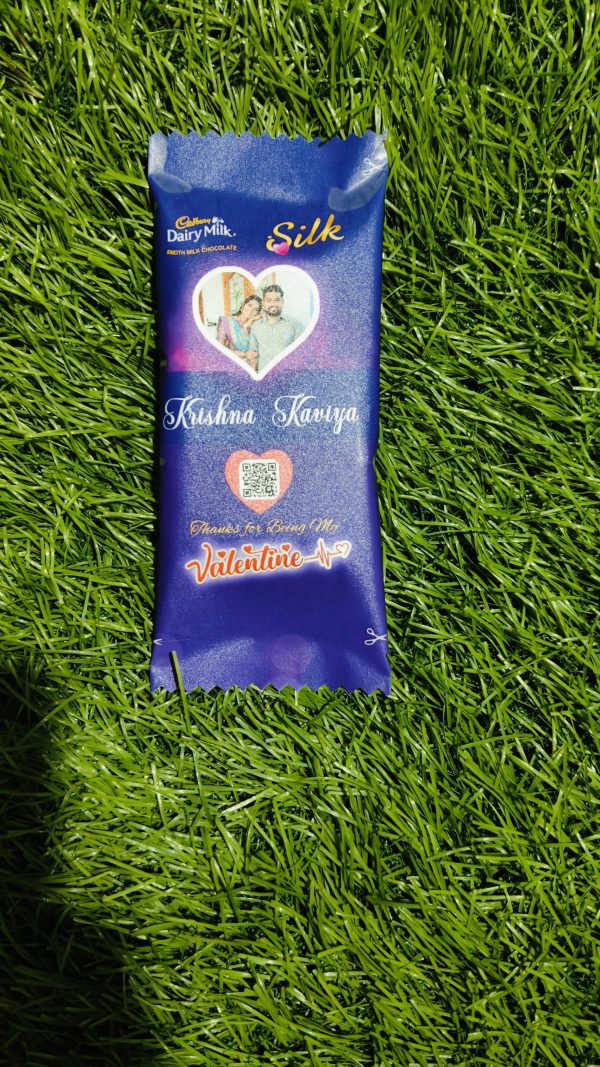 Cadbury
Dairy Milk
Silk
SMOTH MILK CHOCOLATE
Krishna Kaviya
Thanks for Being My
Valentine